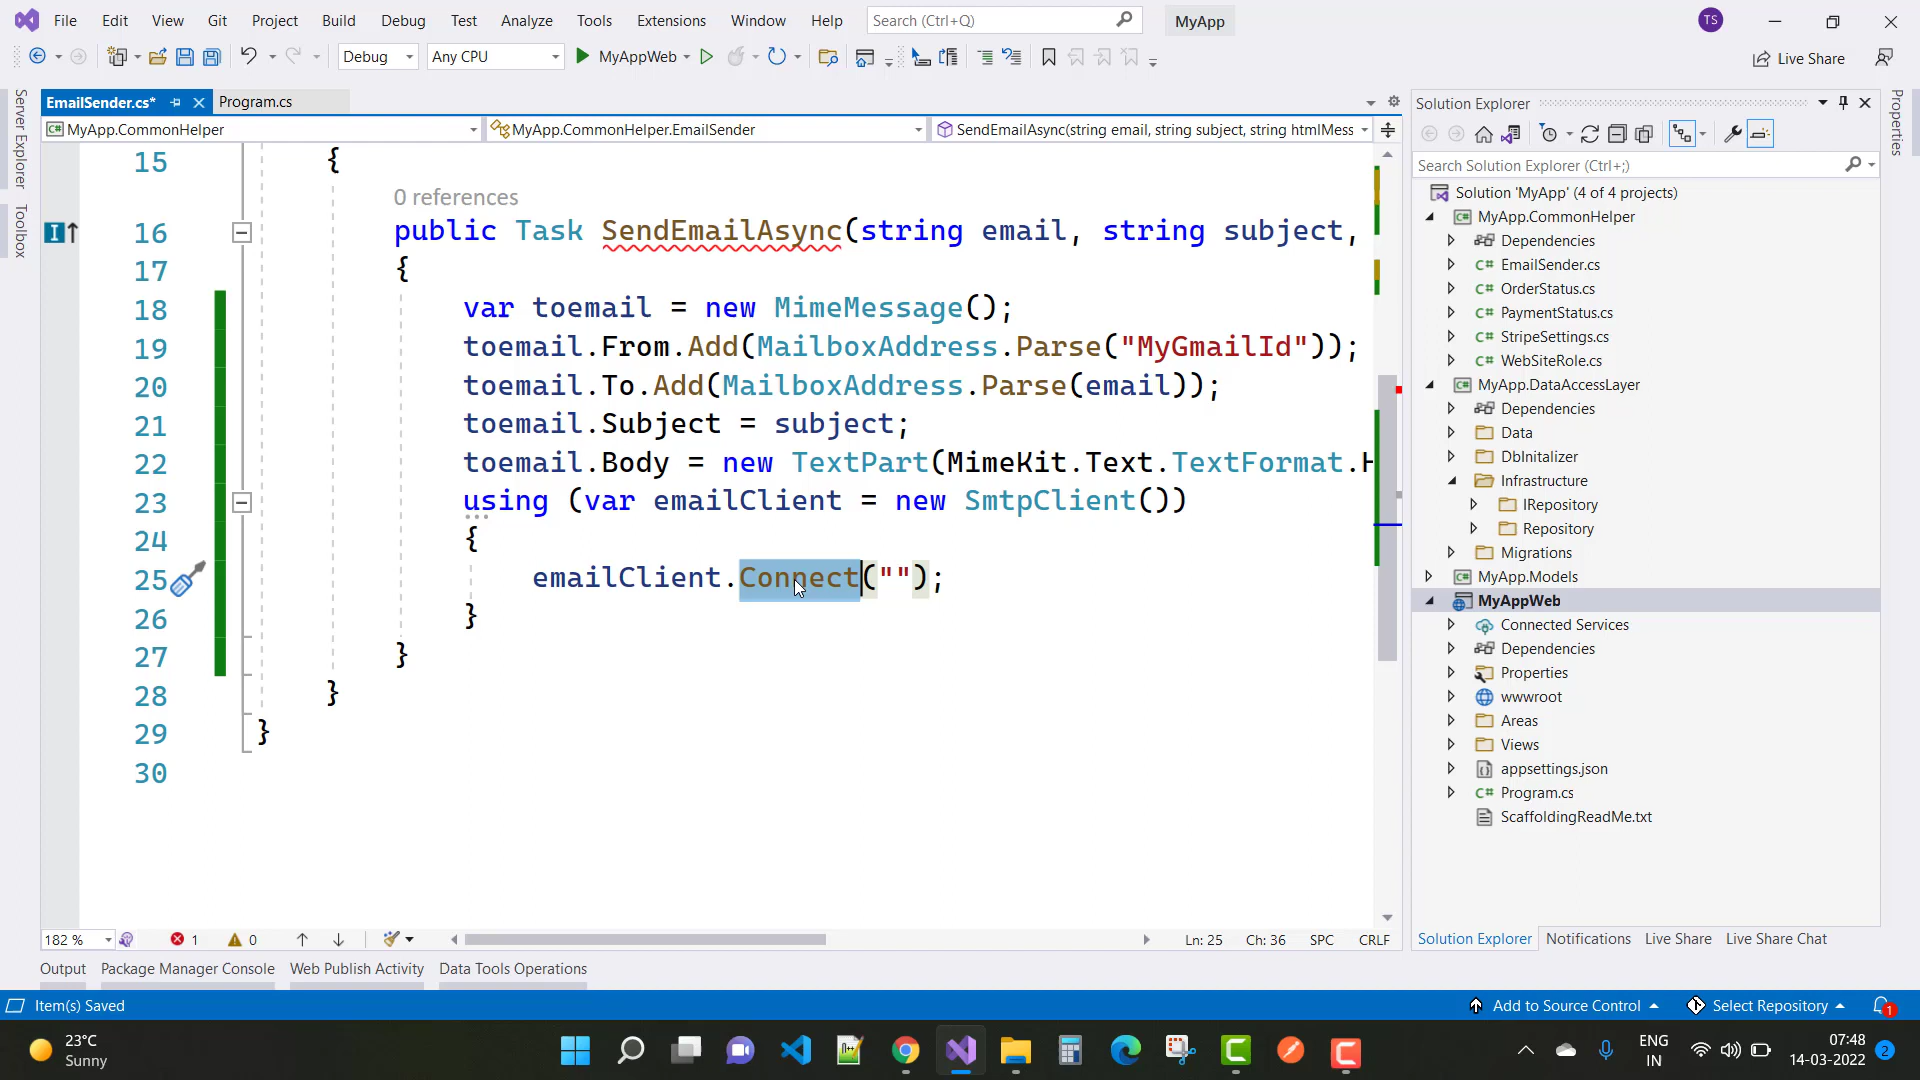 File Edit View Git Project Build Debug Test Analyze Tools Extensions Window Help Search (Ctrl+Q) MyApp TS
Debug Any CPU MyAppWeb Live Share
EmailSender.cs* Program.cs
MyApp.CommonHelper MyApp.CommonHelper.EmailSender SendEmailAsync(string email, string subject, string htmlMess
Server Explorer
Toolbox
15 {
0 references
16 public Task SendEmailAsync(string email, string subject,
17 {
18 var toemail = new MimeMessage();
19 toemail.From.Add(MailboxAddress.Parse("MyGmailId"));
20 toemail.To.Add(MailboxAddress.Parse(email));
21 toemail.Subject = subject;
22 toemail.Body = new TextPart(MimeKit.Text.TextFormat.H
23 using (var emailClient = new SmtpClient())
24 {
25 emailClient.Connect("");
26 }
27 }
28 }
29 }
30
182 % 1 0 Ln: 25 Ch: 36 SPC CRLF
Solution Explorer
Search Solution Explorer (Ctrl+;)
Solution 'MyApp' (4 of 4 projects)
MyApp.CommonHelper
Dependencies
C# EmailSender.cs
C# OrderStatus.cs
C# PaymentStatus.cs
C# StripeSettings.cs
C# WebSiteRole.cs
MyApp.DataAccessLayer
Dependencies
Data
DbInitalizer
Infrastructure
IRepository
Repository
Migrations
MyApp.Models
MyAppWeb
Connected Services
Dependencies
Properties
wwwroot
Areas
Views
appsettings.json
C# Program.cs
ScaffoldingReadMe.txt
Solution Explorer Notifications Live Share Live Share Chat
Properties
Output Package Manager Console Web Publish Activity Data Tools Operations
Item(s) Saved Add to Source Control Select Repository 1
23°C
Sunny
ENG
IN
07:48
14-03-2022
2